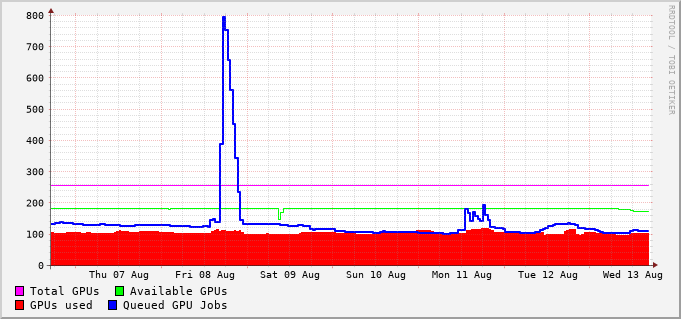 800
700
600
500
400
300
200
100
0
Thu 07 Aug Fri 08 Aug Sat 09 Aug Sun 10 Aug Mon 11 Aug Tue 12 Aug Wed 13 Aug
Total GPUs Available GPUs
GPUs used Queued GPU Jobs
RRDTOOL / TOBI OETIKER